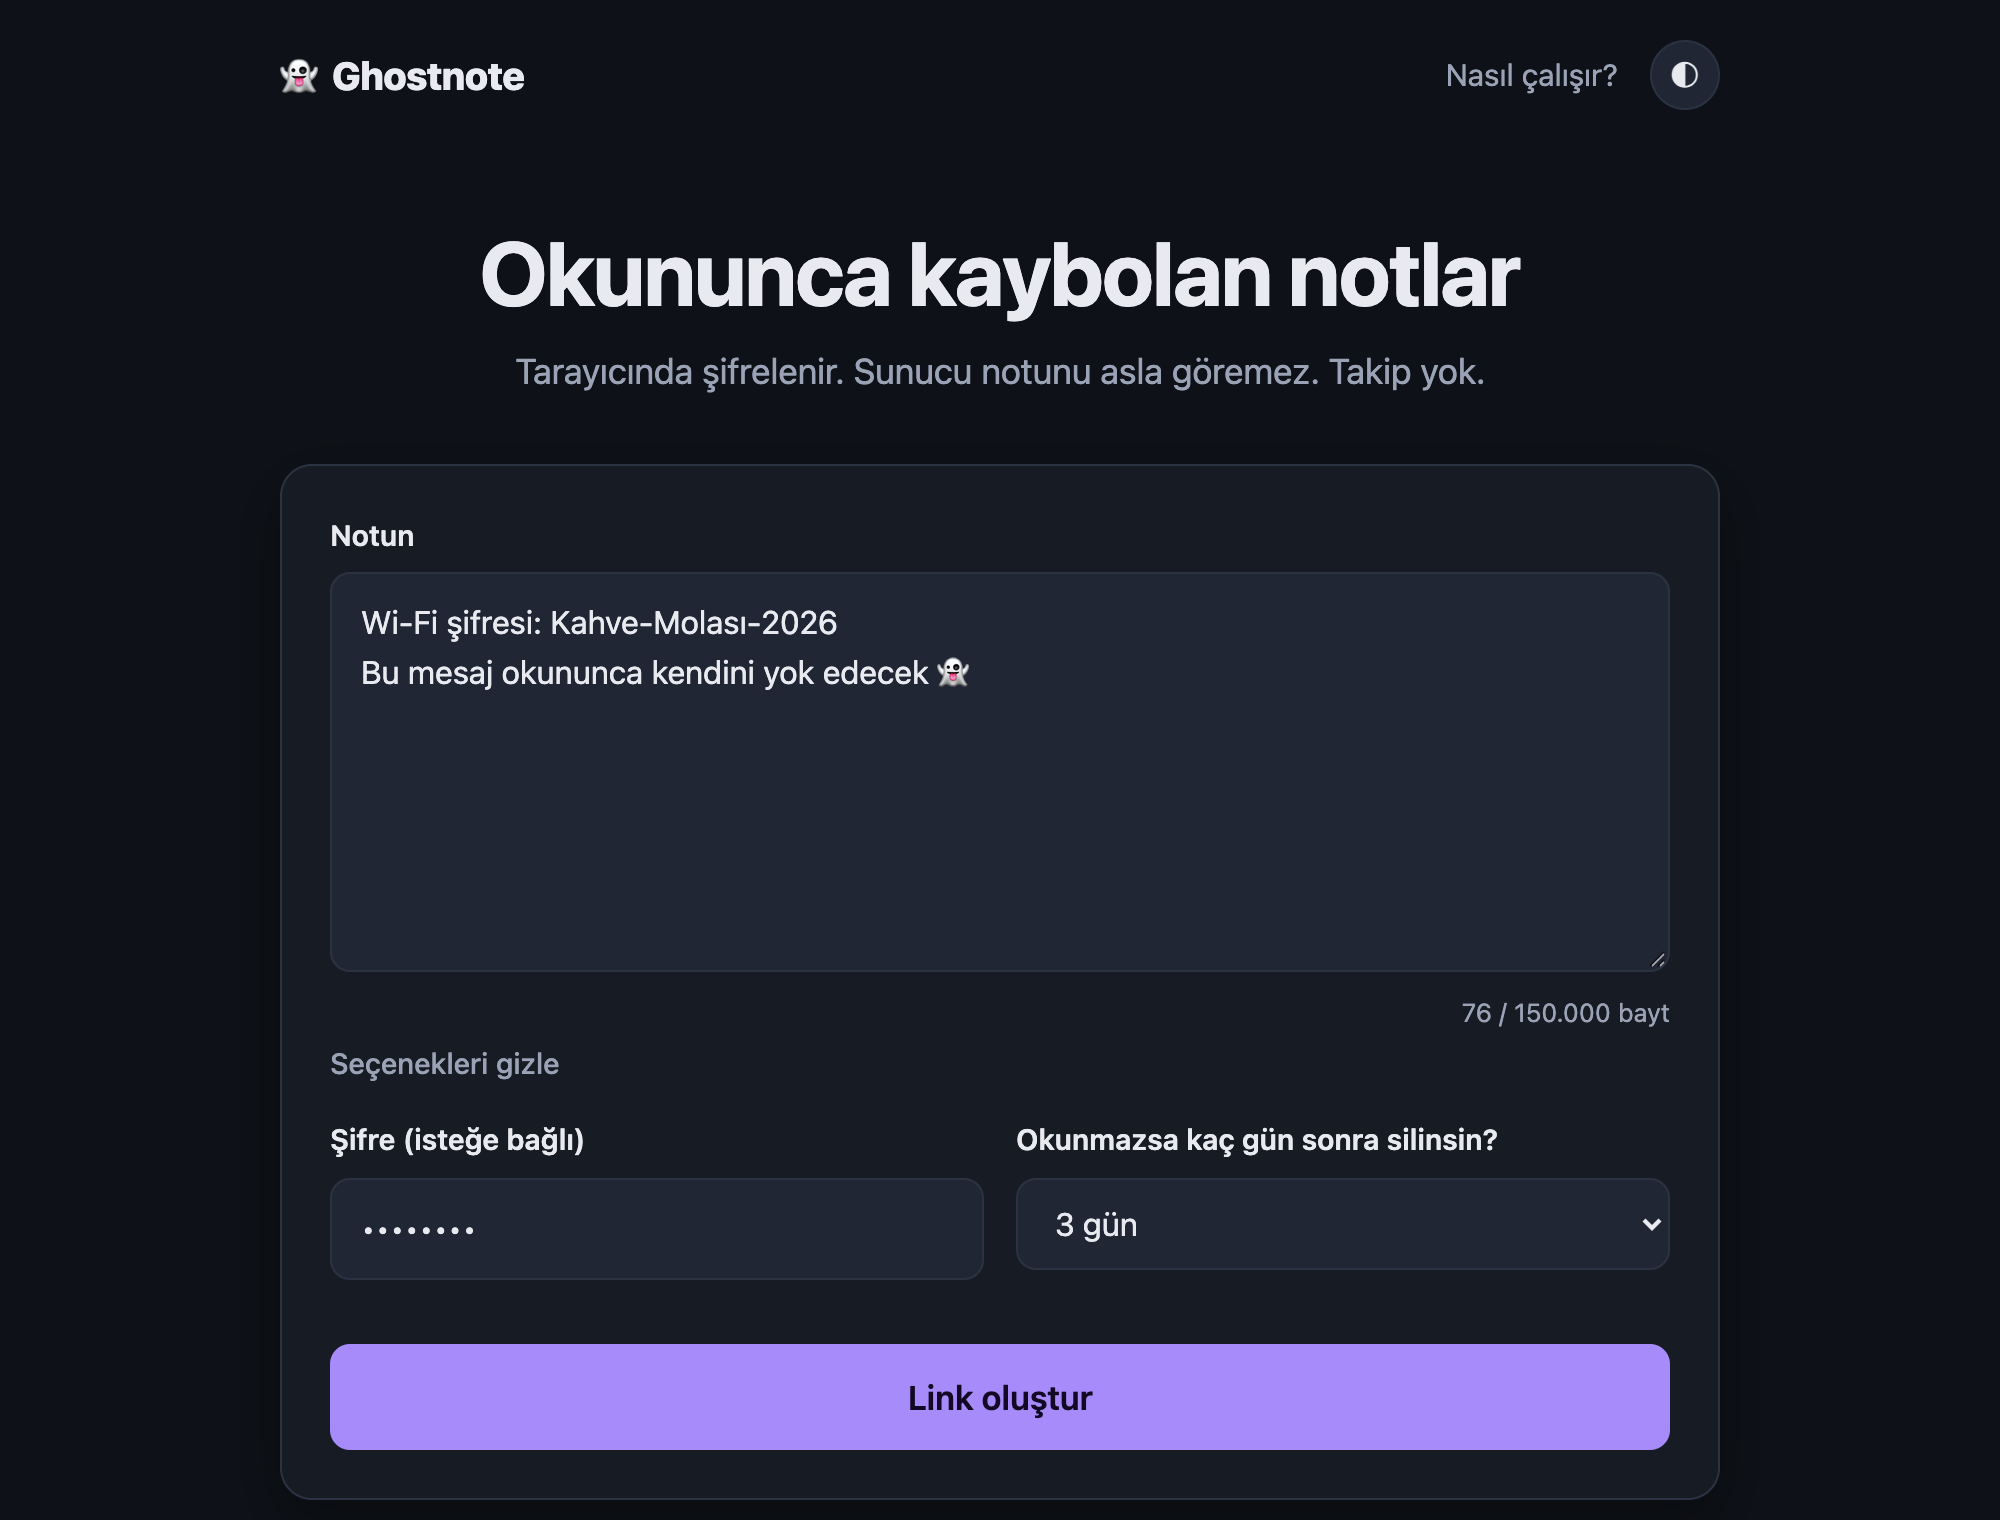 👻 Ghostnote
Nasıl çalışır?
Okununca kaybolan notlar
Tarayıcında şifrelenir. Sunucu notunu asla göremez. Takip yok.
Notun
Wi-Fi şifresi: Kahve-Molası-2026
Bu mesaj okununca kendini yok edecek 👻
76 / 150.000 bayt
Seçenekleri gizle
Şifre (isteğe bağlı)
Okunmazsa kaç gün sonra silinsin?
••••••••
3 gün
Link oluştur